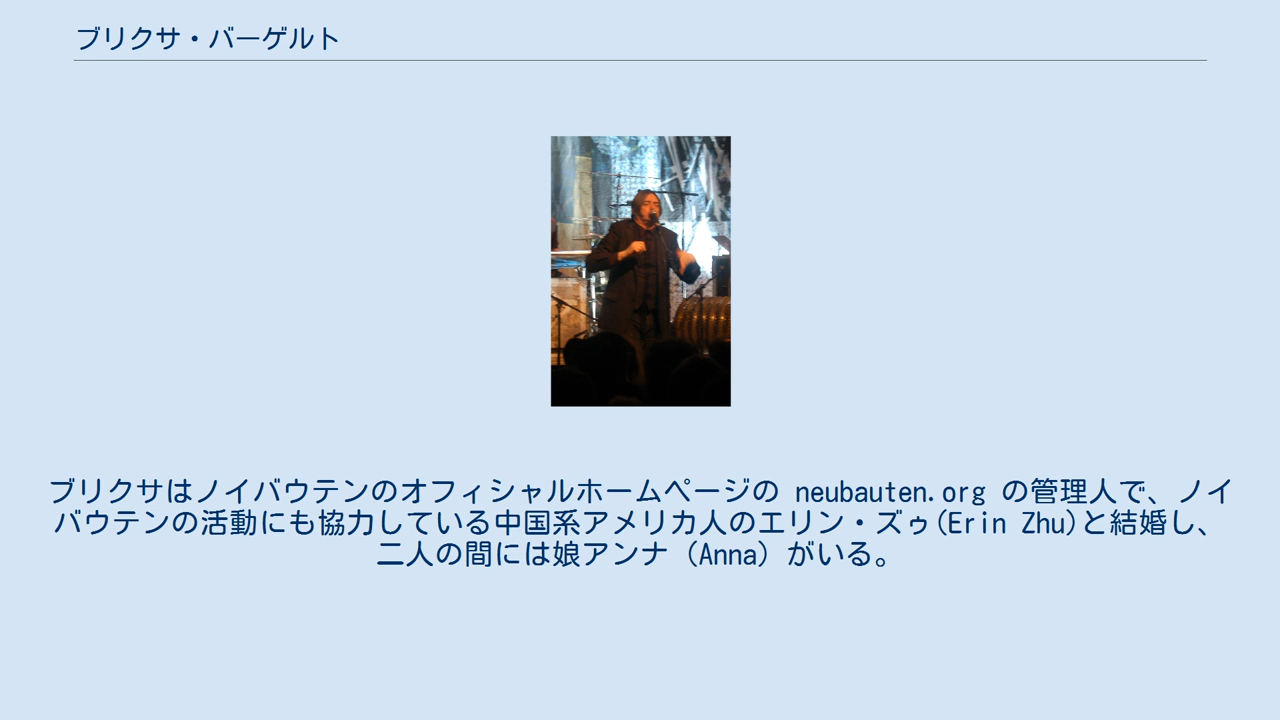 ブリクサ・バーゲルト
ブリクサはノイバウテンのオフィシャルホームページの neubauten.org の管理人で、ノイ
バウテンの活動にも協力している中国系アメリカ人のエリン・ズゥ(Erin Zhu)と結婚し、
二人の間には娘アンナ（Anna）がいる。